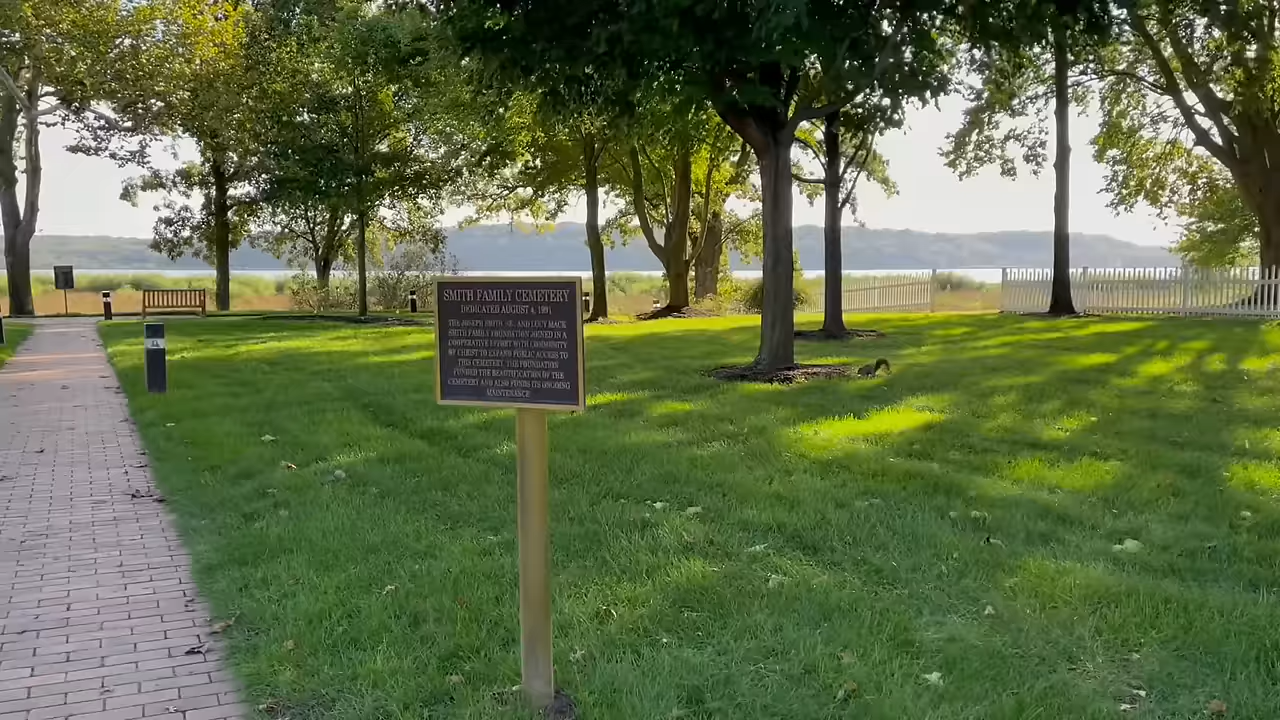 SMITH FAMILY CEMETERY
DEDICATED AUGUST 4, 1991
THE JOSEPH SMITH, SR., AND LUCY MACK
SMITH FAMILY FOUNDATION JOINED IN A
COOPERATIVE EFFORT WITH COMMUNITY
OF CHRIST TO EXPAND PUBLIC ACCESS TO
THIS CEMETERY. THE FOUNDATION
FUNDED THE BEAUTIFICATION OF THE
CEMETERY AND ALSO FUNDS ITS ONGOING
MAINTENANCE